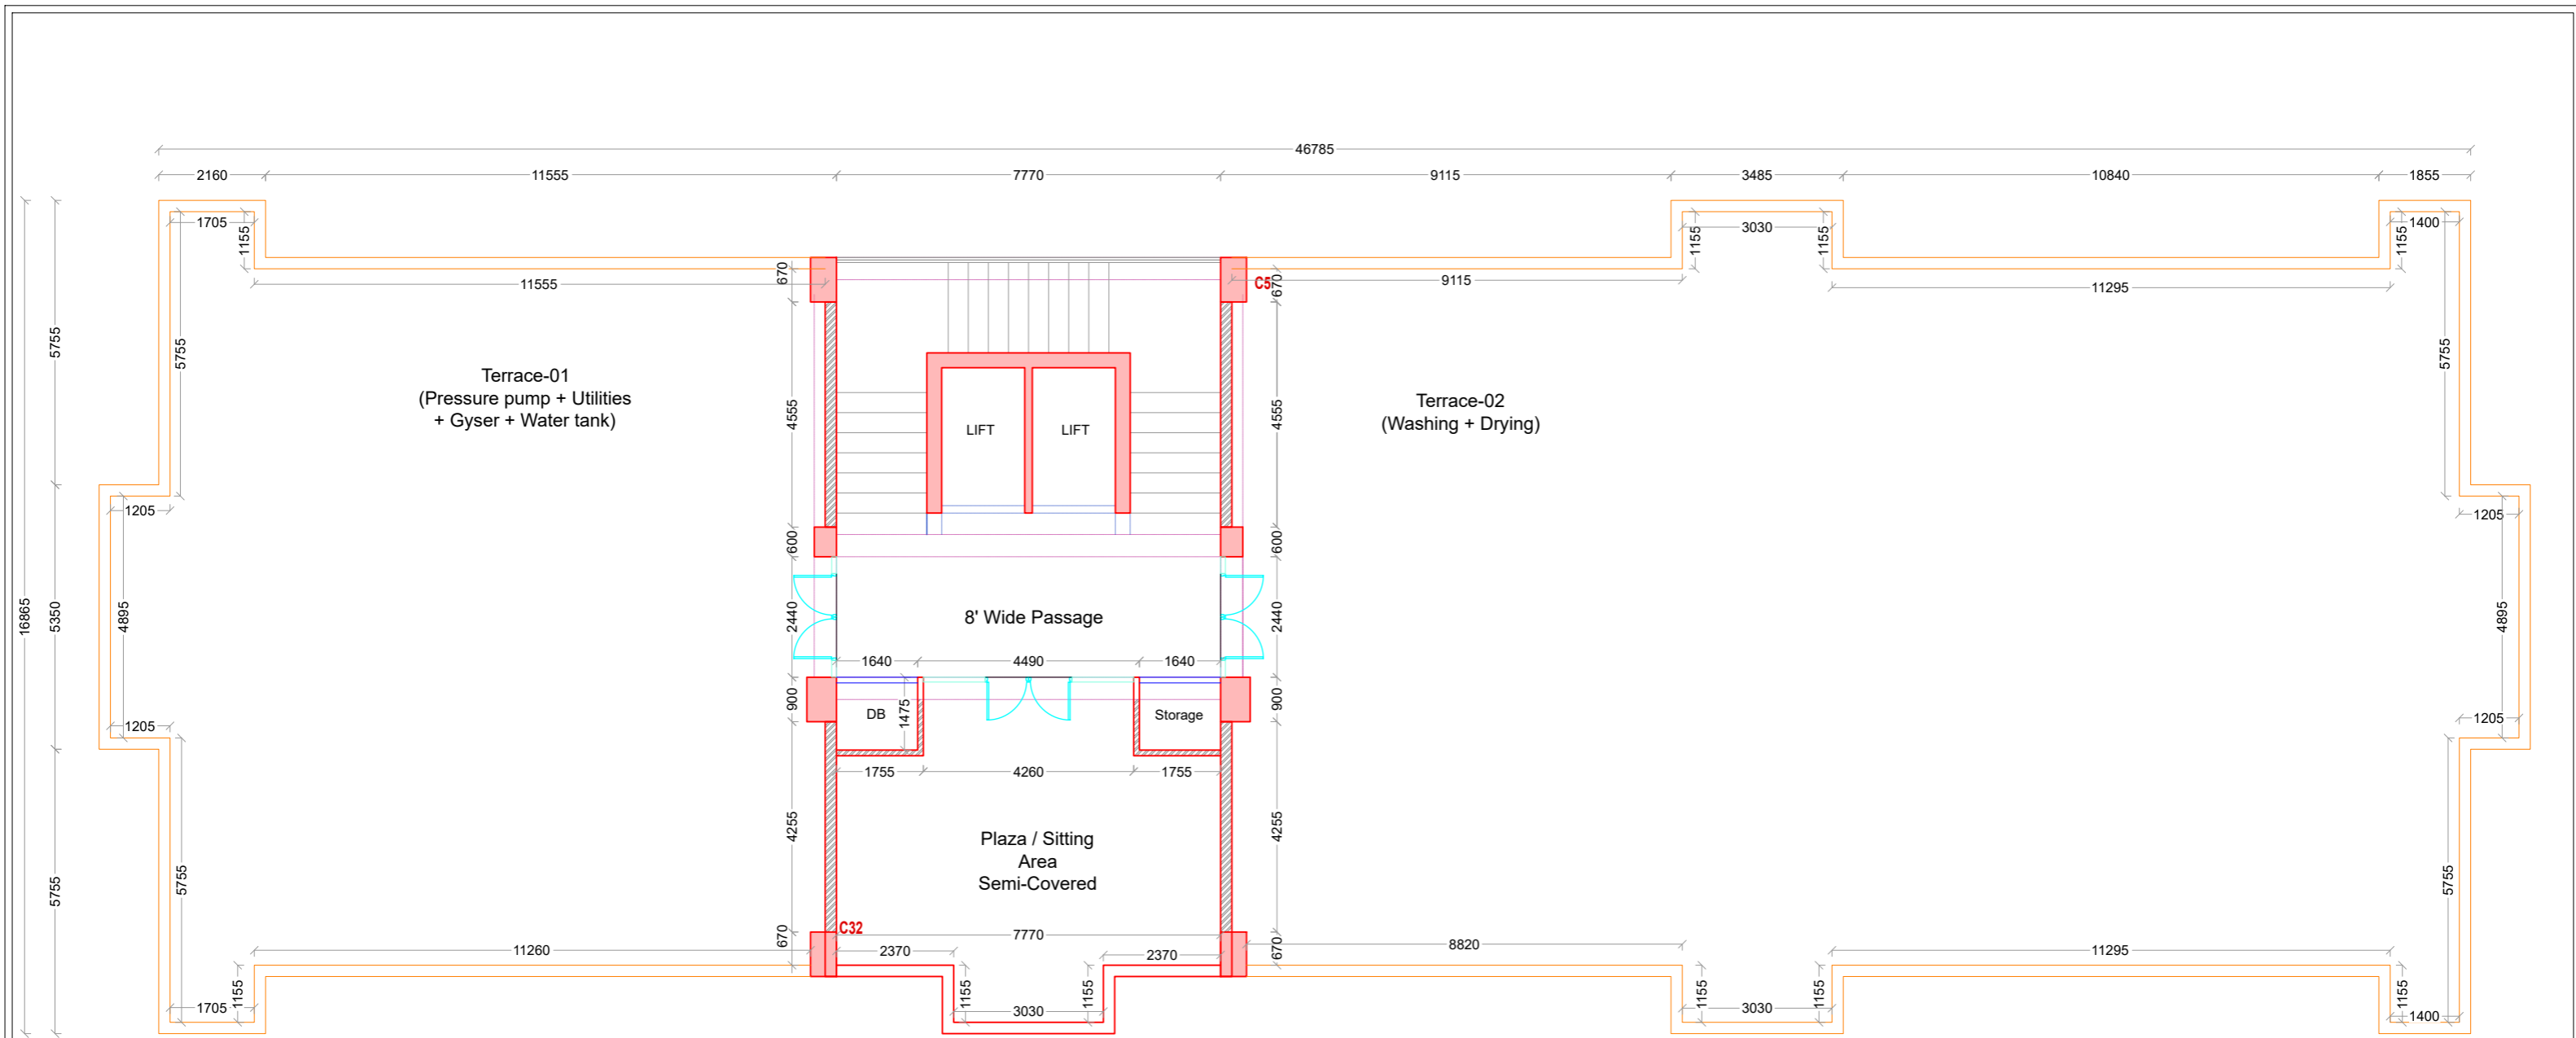 46785
2160 11555 7770 9115 3485 10840 1855
1705 1155 3030 1155 1155 1400 1155
11555 670 670 C5 9115 11295
5755 5755 5755
Terrace-01
(Pressure pump + Utilities
+ Gyser + Water tank)
Terrace-02
(Washing + Drying)
4555 LIFT LIFT 4555
1205 1205
600 600
16865 5350 4895 2440 8' Wide Passage 2440 4895
1640 4490 1640
900 DB 1475 Storage 900
1205 1205
1755 4260 1755
4255 4255
Plaza / Sitting
Area
Semi-Covered
5755 5755 5755
C32
670 7770 670
11260 2370 2370 8820 11295
1705 1155 1155 3030 1155 1155 3030 1155 1400 1155